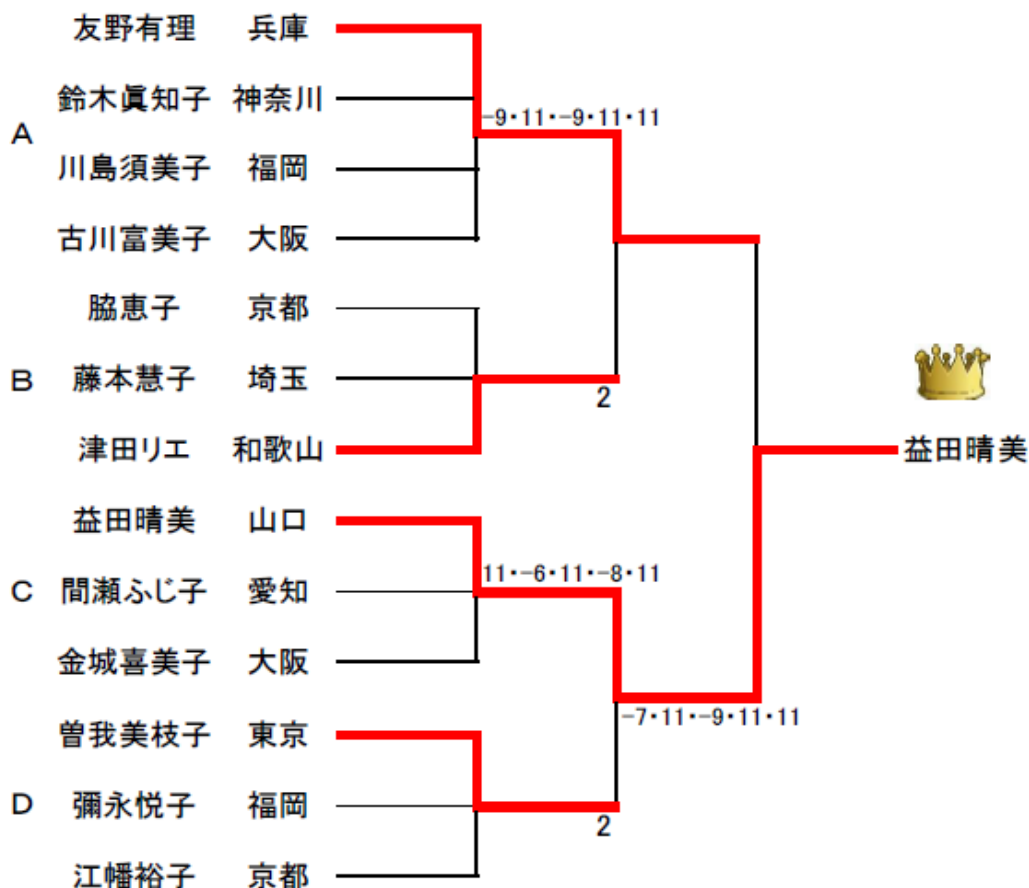 友野有理 兵庫
鈴木眞知子 神奈川
-9・11・-9・11・11
A
川島須美子 福岡
古川富美子 大阪
脇恵子 京都
B 藤本慧子 埼玉
2
津田リエ 和歌山
益田晴美
益田晴美 山口
11・-6・11・-8・11
C 間瀬ふじ子 愛知
金城喜美子 大阪
-7・11・-9・11・11
曽我美枝子 東京
D 彌永悦子 福岡
2
江幡裕子 京都